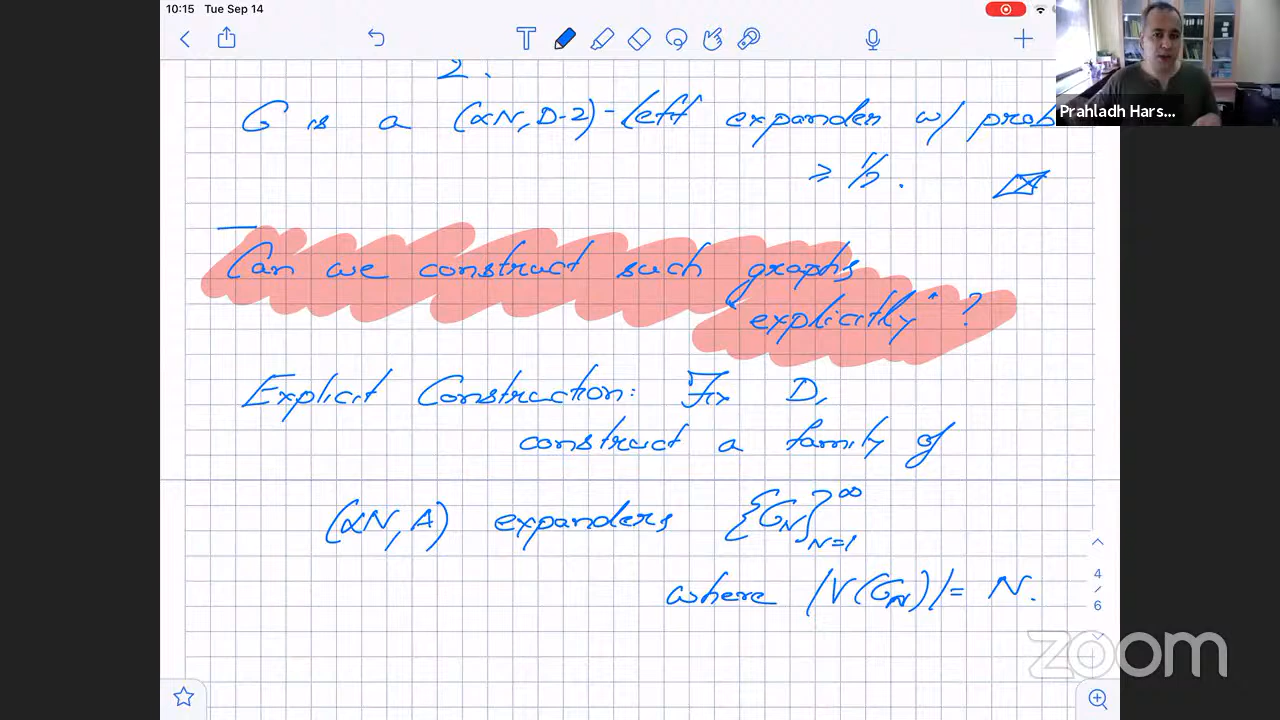 10:15 Tue Sep 14
T
2.
G is a (αN, D-2)-left expander w/ prob
Prahladh Hars...
≥ 1/2.
Can we construct such graphs
"explicitly"?
Explicit Construction: Fix D,
construct a family of
(αN, A) expanders {G_N}_{N=1}^∞
where |V(G_N)| = N.
4
/
6
zoom